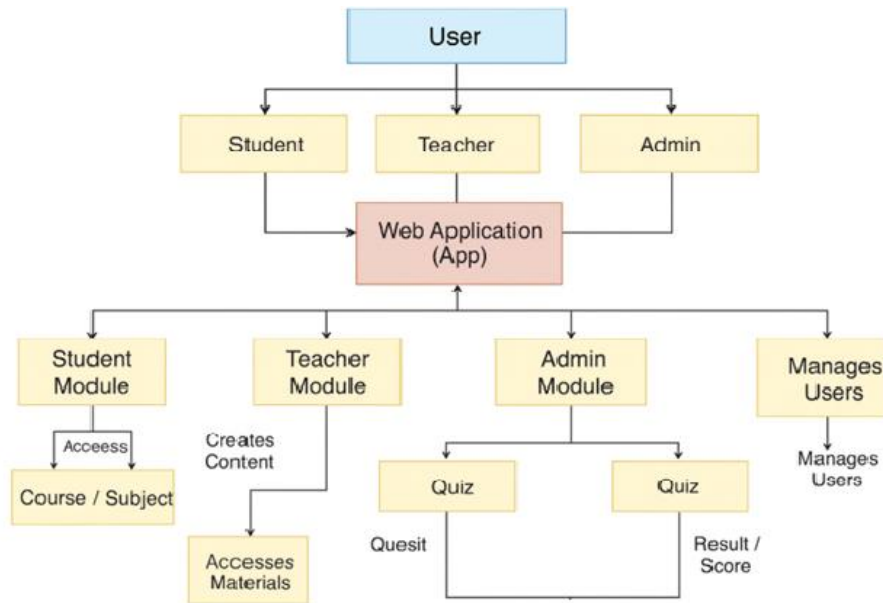 User
Student
Teacher
Admin
Web Application
(App)
Student
Module
Teacher
Module
Admin
Module
Manages
Users
Acceess
Creates
Content
Manages
Users
Course / Subject
Quiz
Quiz
Quesit
Result /
Score
Accesses
Materials